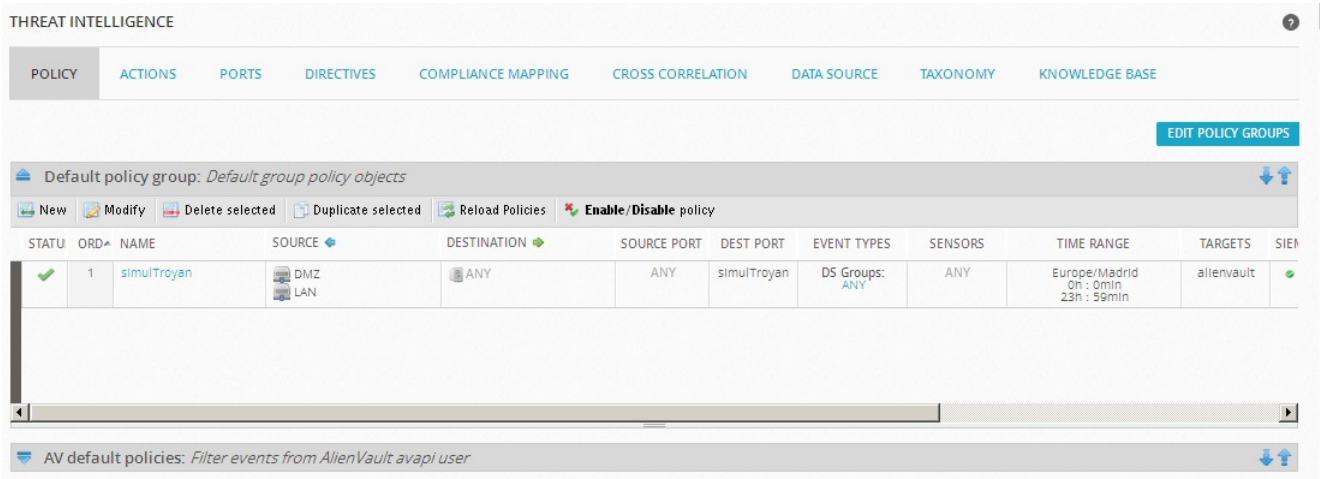 THREAT INTELLIGENCE
?
POLICY ACTIONS PORTS DIRECTIVES COMPLIANCE MAPPING CROSS CORRELATION DATA SOURCE TAXONOMY KNOWLEDGE BASE
EDIT POLICY GROUPS
Default policy group: Default group policy objects
New Modify Delete selected Duplicate selected Reload Policies Enable/Disable policy
STATU ORD NAME SOURCE DESTINATION SOURCE PORT DEST PORT EVENT TYPES SENSORS TIME RANGE TARGETS SIEM
1 simulTroyan DMZ ANY ANY simulTroyan DS Groups: ANY Europe/Madrid alienvault
LAN ANY 0h : 0min
23h : 59min
AV default policies: Filter events from AlienVault avapi user